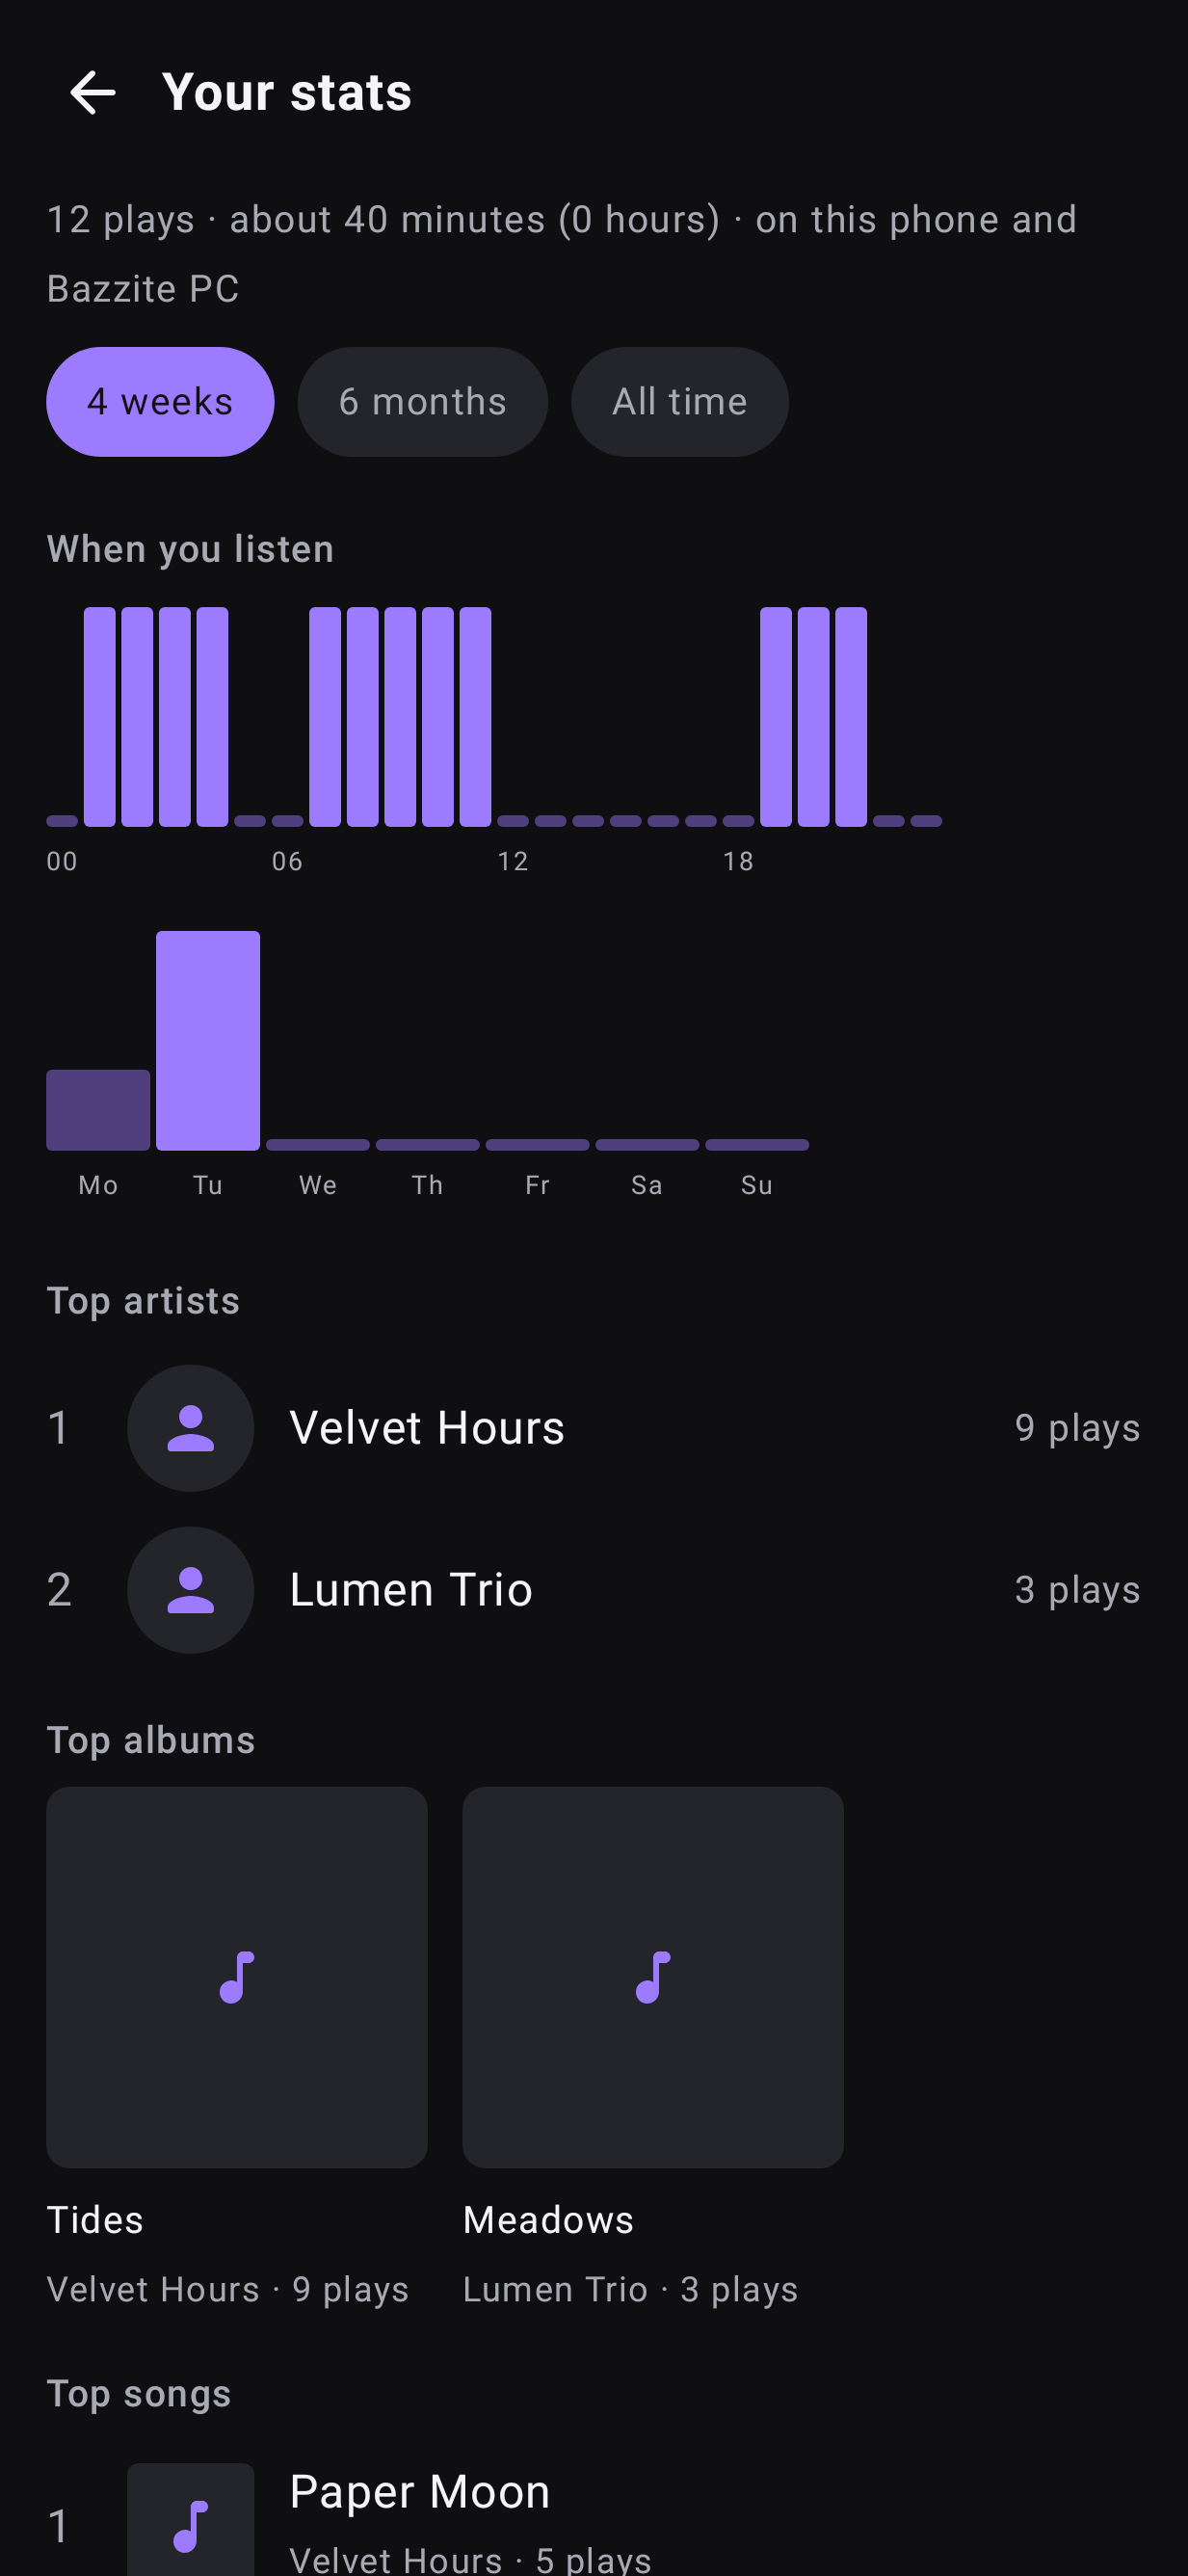 Your stats
12 plays · about 40 minutes (0 hours) · on this phone and
Bazzite PC
4 weeks 6 months All time
When you listen
00 06 12 18
Mo Tu We Th Fr Sa Su
Top artists
1 Velvet Hours 9 plays
2 Lumen Trio 3 plays
Top albums
Tides Meadows
Velvet Hours · 9 plays Lumen Trio · 3 plays
Top songs
1 Paper Moon
Velvet Hours · 5 plays